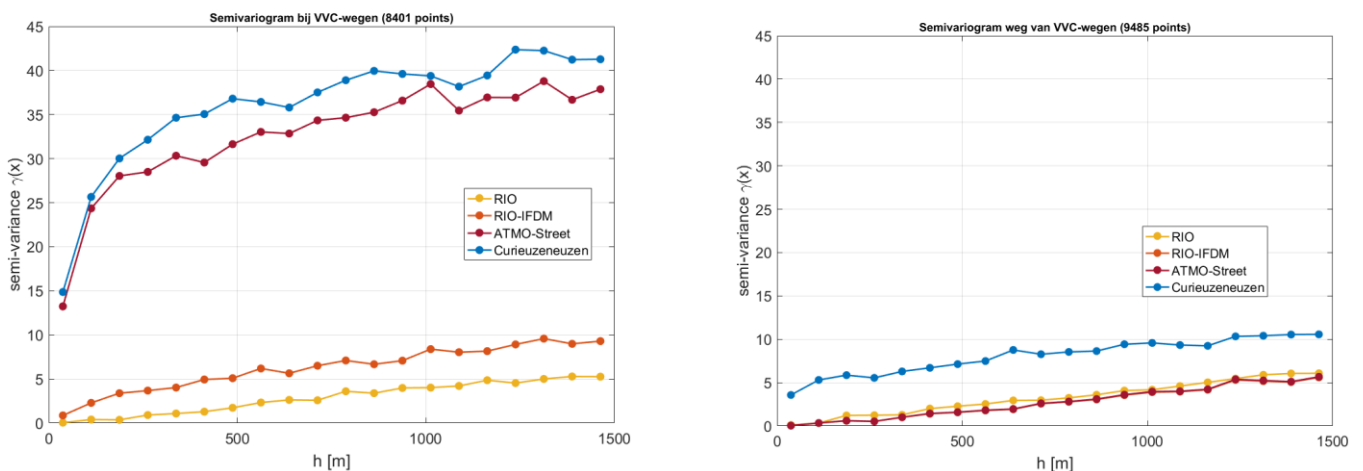 Semivariogram bij VVC-wegen (8401 points)
45
40
35
30
25
20
15
10
5
0
semi-variance γ(x)
RIO
RIO-IFDM
ATMO-Street
Curieuzeneuzen
0
500
1000
1500
h [m]
Semivariogram weg van VVC-wegen (9485 points)
45
40
35
30
25
20
15
10
5
0
semi-variance γ(x)
RIO
RIO-IFDM
ATMO-Street
Curieuzeneuzen
0
500
1000
1500
h [m]